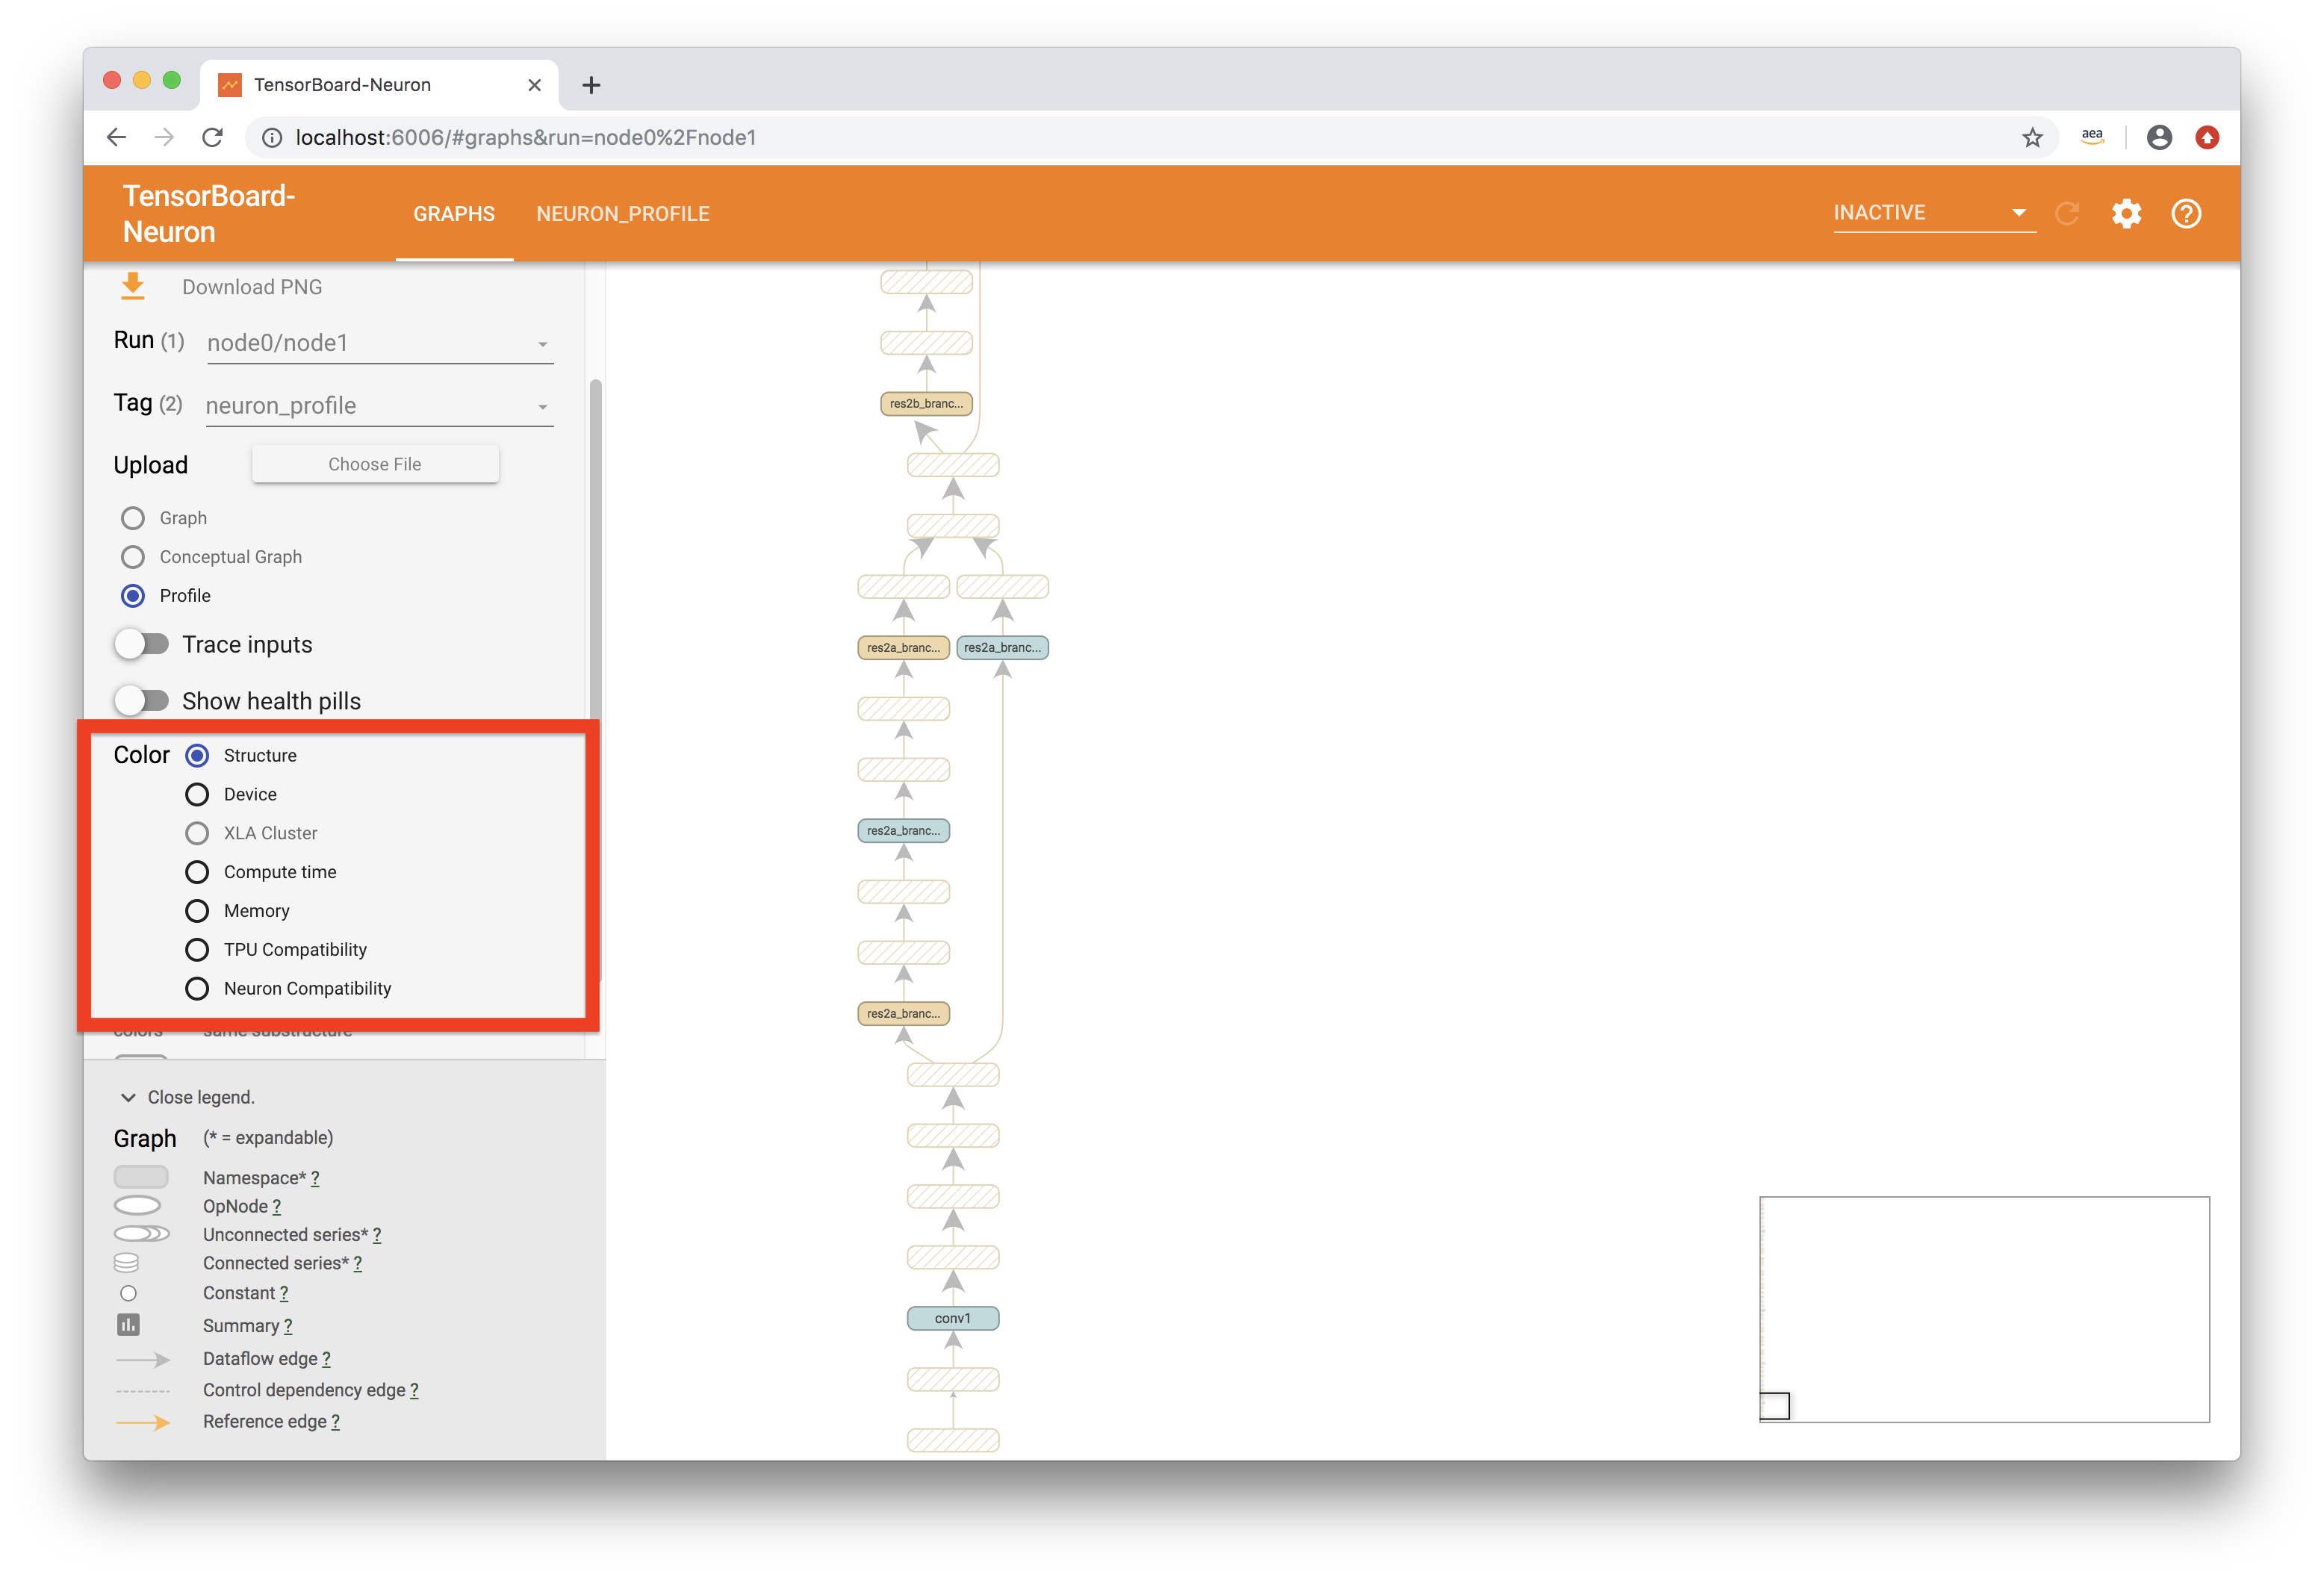 TensorBoard-Neuron
localhost:6006/#graphs&run=node0%2Fnode1
aea
TensorBoard-
Neuron
GRAPHS
NEURON_PROFILE
INACTIVE
Download PNG
Run (1) node0/node1
Tag (2) neuron_profile
Upload Choose File
Graph
Conceptual Graph
Profile
Trace inputs
Show health pills
Color Structure
Device
XLA Cluster
Compute time
Memory
TPU Compatibility
Neuron Compatibility
colors same substructure
Close legend.
Graph (* = expandable)
Namespace* ?
OpNode ?
Unconnected series* ?
Connected series* ?
Constant ?
Summary ?
Dataflow edge ?
Control dependency edge ?
Reference edge ?
res2b_branc...
res2a_branc... res2a_branc...
res2a_branc...
res2a_branc...
conv1